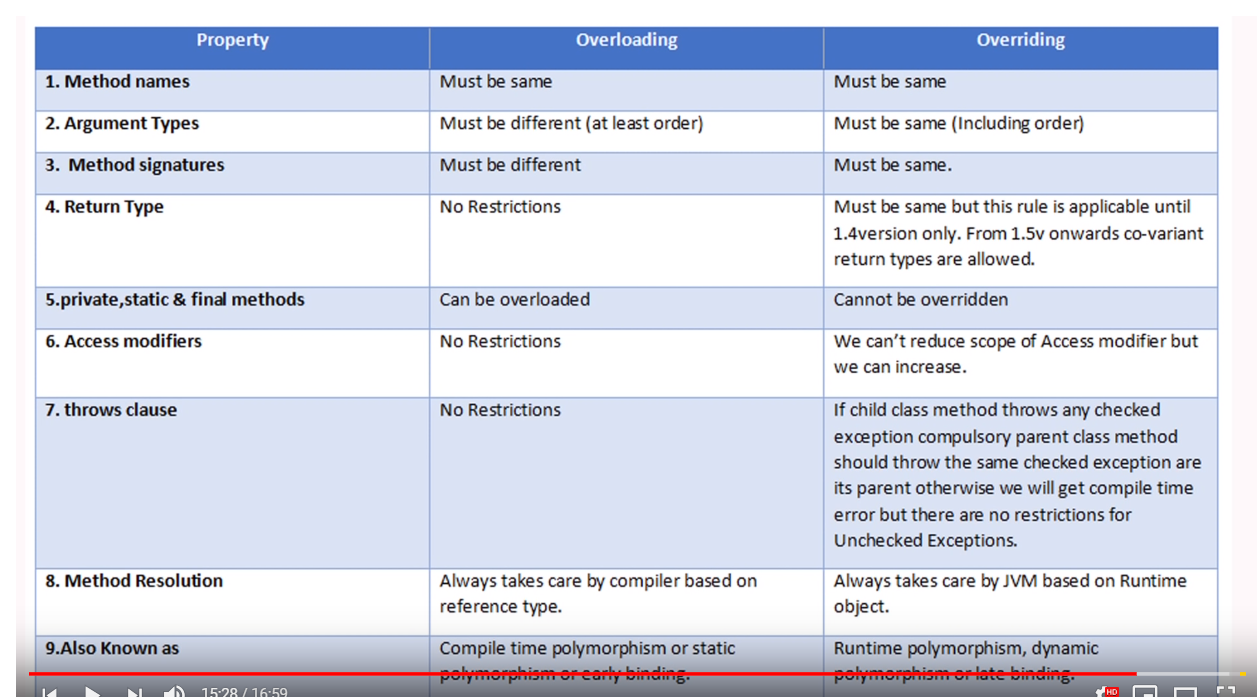 Property Overloading Overriding
1. Method names Must be same Must be same
2. Argument Types Must be different (at least order) Must be same (Including order)
3. Method signatures Must be different Must be same.
4. Return Type No Restrictions Must be same but this rule is applicable until
1.4version only. From 1.5v onwards co-variant
return types are allowed.
5.private,static & final methods Can be overloaded Cannot be overridden
6. Access modifiers No Restrictions We can’t reduce scope of Access modifier but
we can increase.
7. throws clause No Restrictions If child class method throws any checked
exception compulsory parent class method
should throw the same checked exception are
its parent otherwise we will get compile time
error but there are no restrictions for
Unchecked Exceptions.
8. Method Resolution Always takes care by compiler based on Always takes care by JVM based on Runtime
reference type. object.
9.Also Known as Compile time polymorphism or static Runtime polymorphism, dynamic
polymorphism or early binding. polymorphism or late binding.
15:28 / 16:59 HD